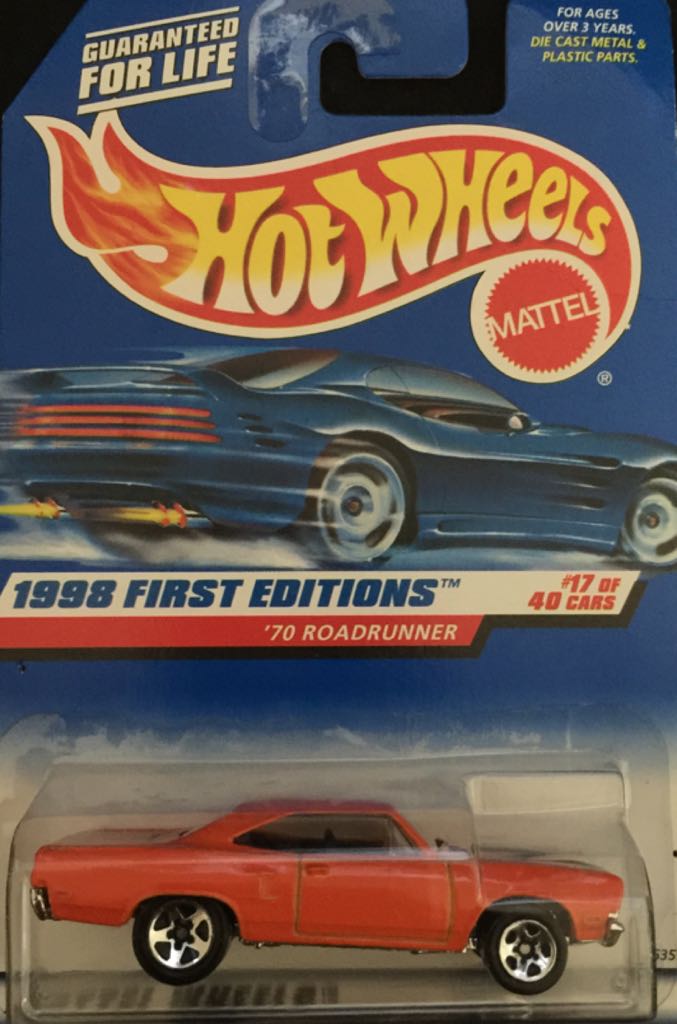 GUARANTEED
FOR LIFE
FOR AGES
OVER 3 YEARS.
DIE CAST METAL &
PLASTIC PARTS.
HOT WHEELS
MATTEL
®
1998 FIRST EDITIONS™
#17 OF
40 CARS
'70 ROADRUNNER